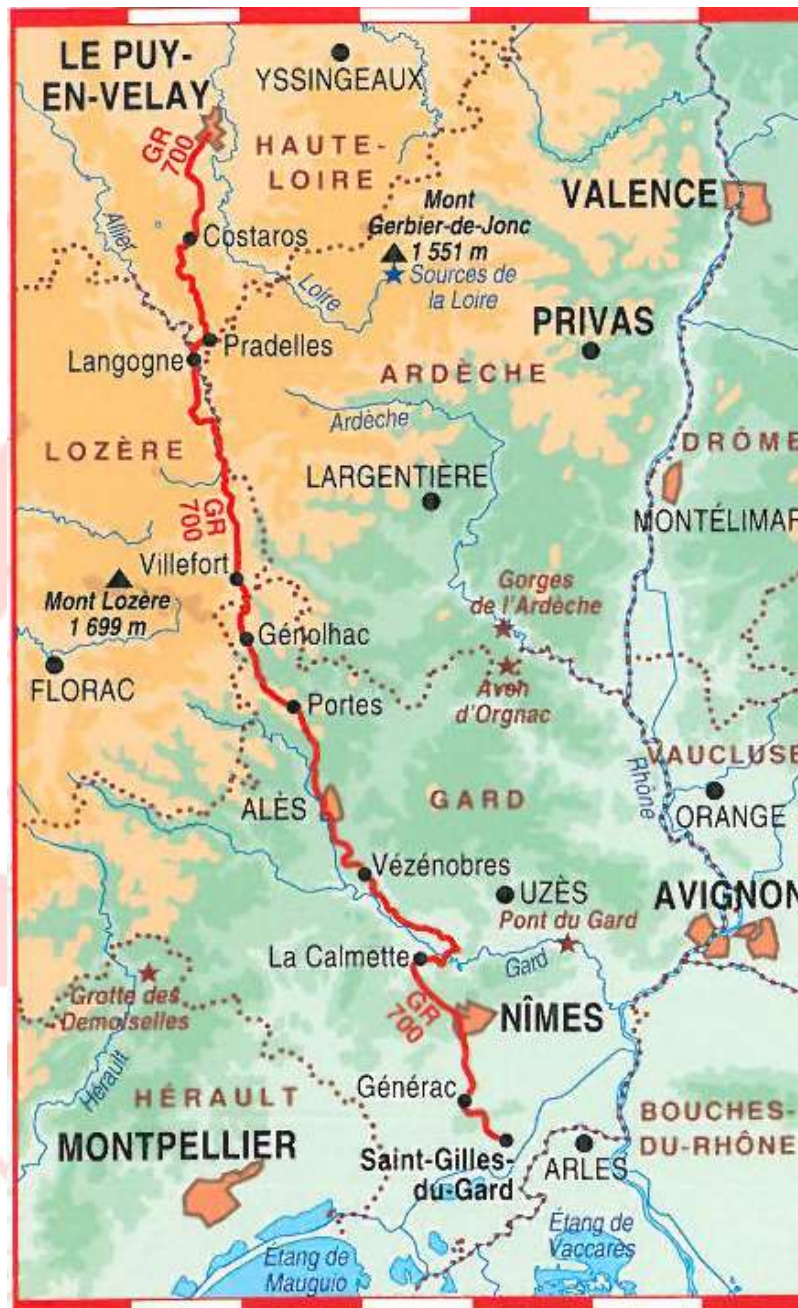 LE PUY-
EN-VELAY
YSSINGEAUX
GR
700
HAUTE-
LOIRE
Mont
Gerbier-de-Jonc
1 551 m
Sources de
la Loire
VALENCE
Allier
Costaros
Loire
PRIVAS
Pradelles
Langogne
ARDÈCHE
Ardèche
LOZÈRE
DRÔME
LARGENTIÈRE
MONTÉLIMAR
GR
700
Villefort
Mont Lozère
1 699 m
Gorges
de l'Ardèche
Génolhac
FLORAC
Aven
d'Orgnac
Portes
VAUCLUSE
Rhône
ALÈS
GARD
ORANGE
Vézénobres
UZÈS
AVIGNON
Pont du Gard
La Calmette
Gard
Grotte des
Demoiselles
GR
700
NÎMES
Hérault
HÉRAULT
Générac
BOUCHES-
DU-RHÔNE
MONTPELLIER
Saint-Gilles-
du-Gard
ARLES
Étang de
Vaccarès
Etang de
Mauguio